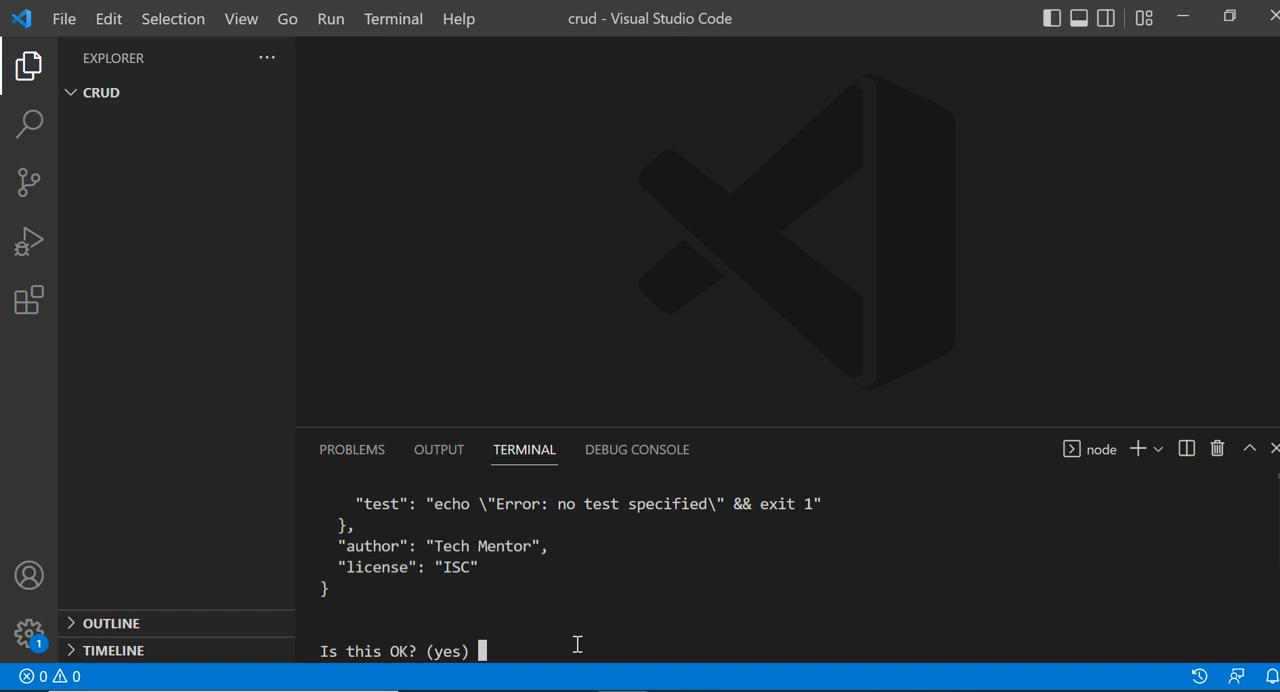 File Edit Selection View Go Run Terminal Help crud - Visual Studio Code
EXPLORER
CRUD
PROBLEMS OUTPUT TERMINAL DEBUG CONSOLE node
"test": "echo \"Error: no test specified\" && exit 1"
},
"author": "Tech Mentor",
"license": "ISC"
}
OUTLINE
Is this OK? (yes)
TIMELINE
1
0 0